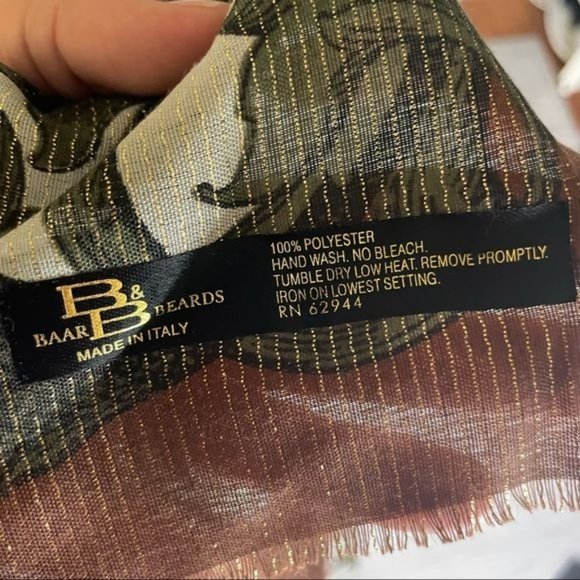 B&B
BAAR BEARDS
MADE IN ITALY
100% POLYESTER
HAND WASH. NO BLEACH.
TUMBLE DRY LOW HEAT. REMOVE PROMPTLY.
IRON ON LOWEST SETTING.
RN 62944